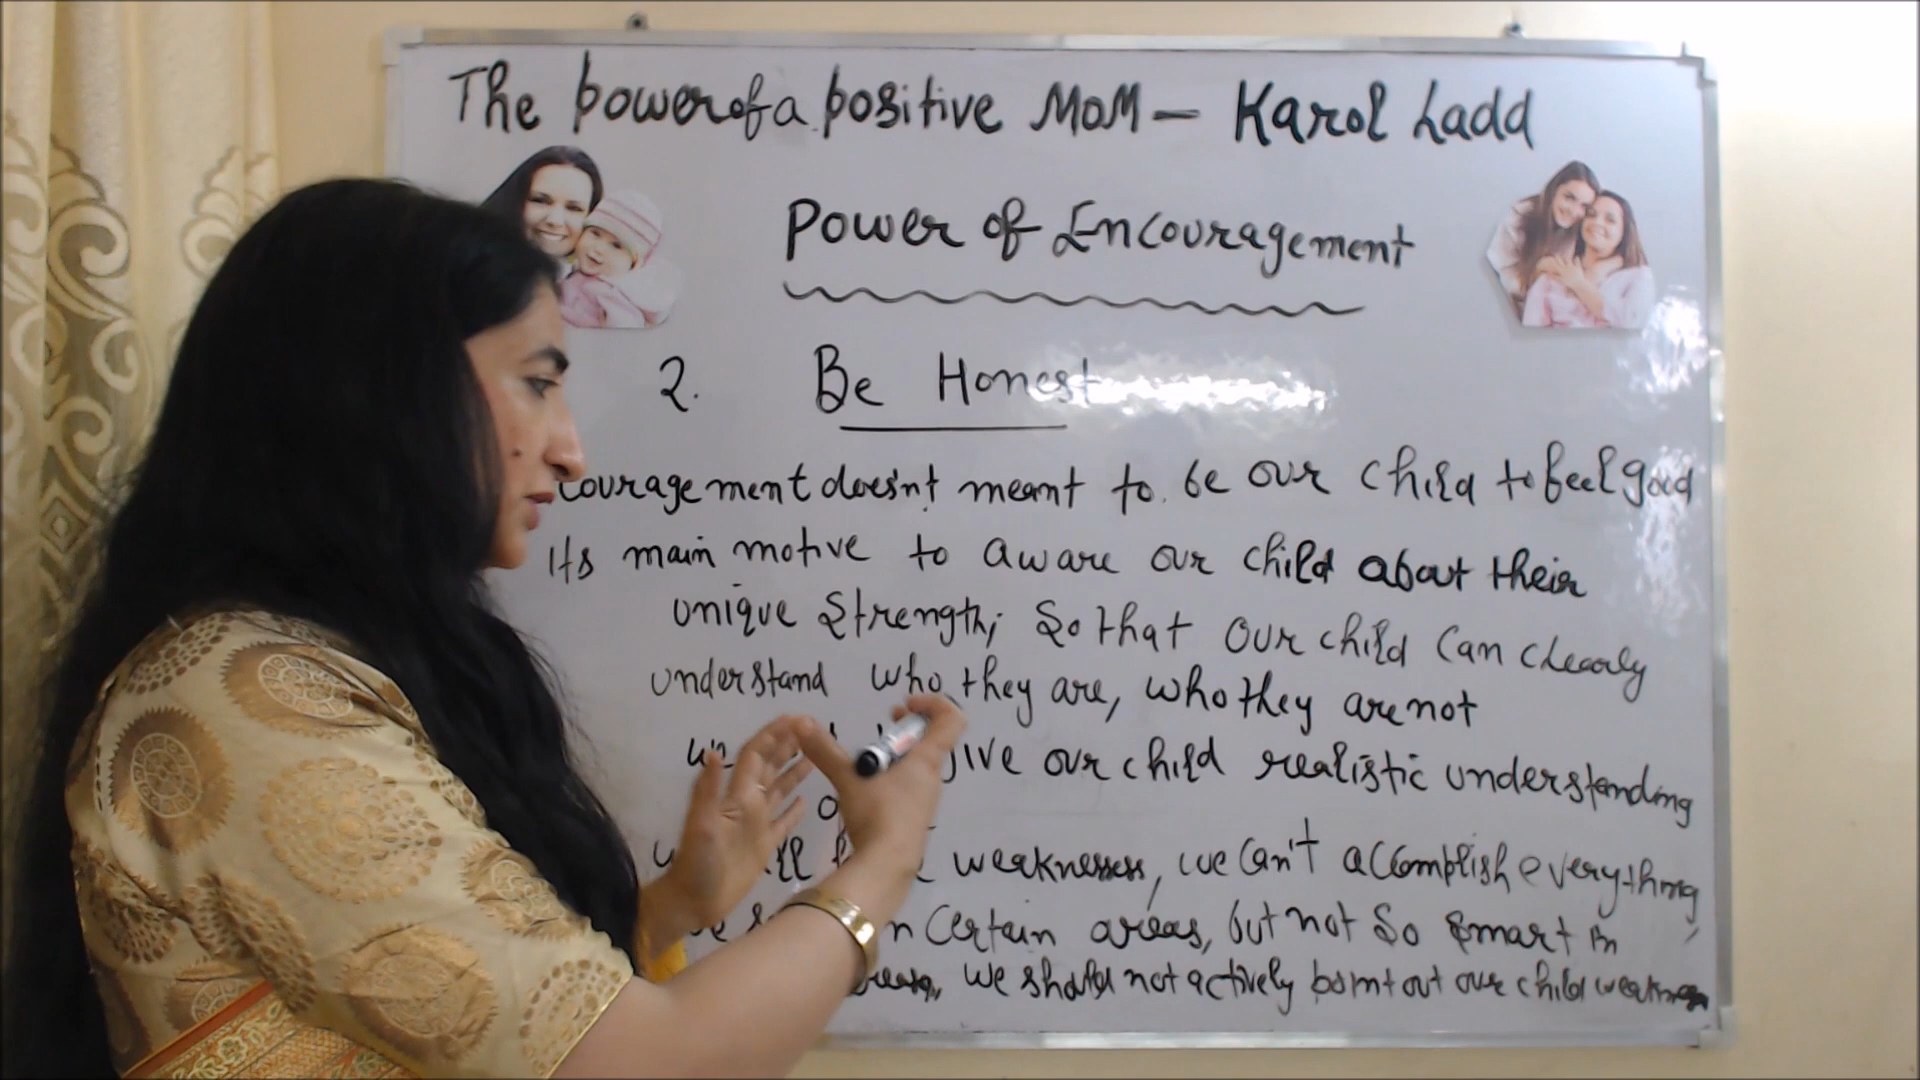 The power of a positive MOM — Karol Ladd
Power of Encouragement
2. Be Honest
couragement doesn't meant to be our child to feel good
Its main motive to aware our child about their
unique strength; So that our child can clearly
understand who they are, who they are not
give our child realistic understanding
weaknesses, we can't accomplish everything,
in certain areas, but not so smart in
we should not actively point out our child weakness